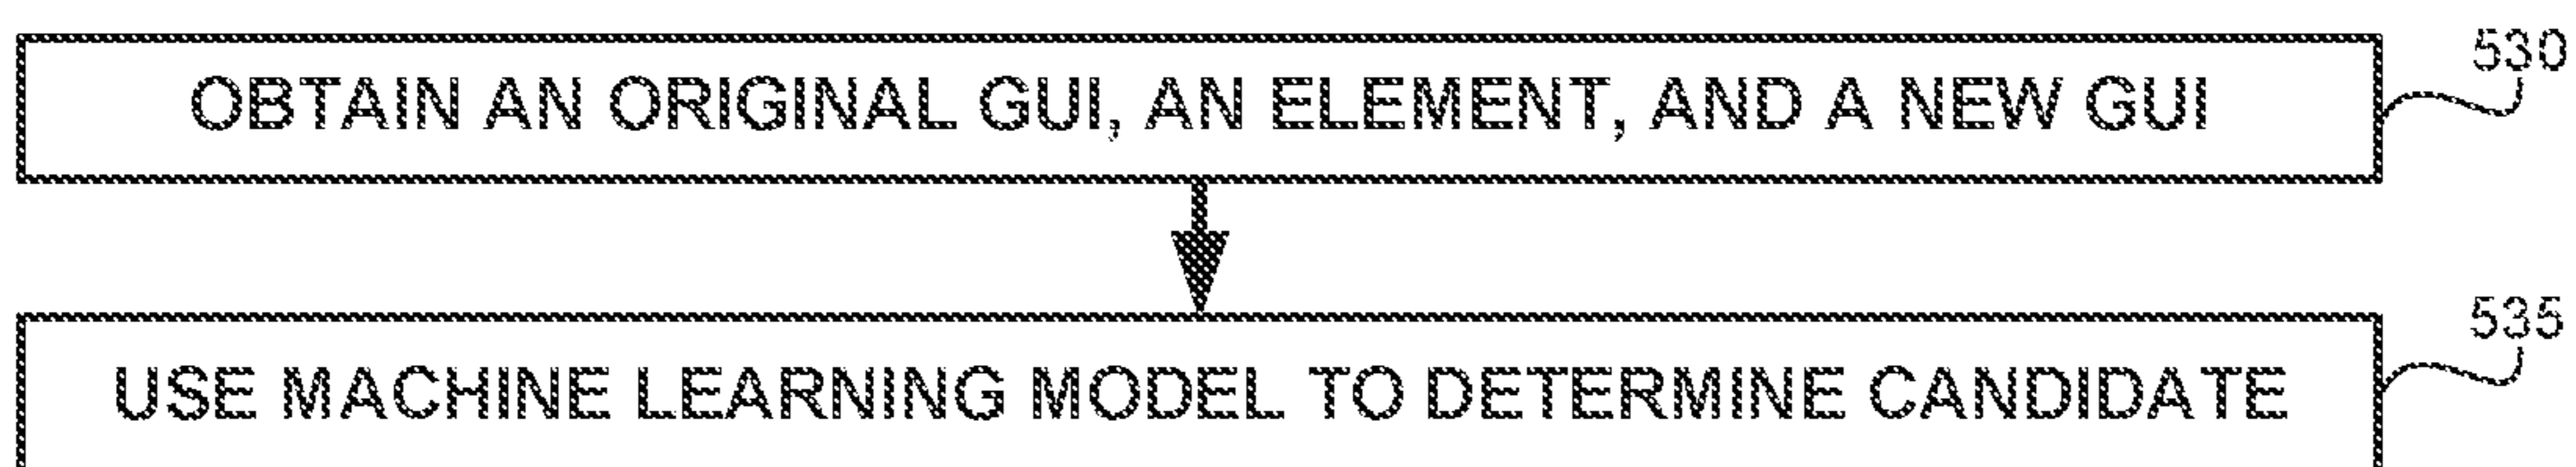 OBTAIN AN ORIGINAL GUI, AN ELEMENT, AND A NEW GUI
530
USE MACHINE LEARNING MODEL TO DETERMINE CANDIDATE
535